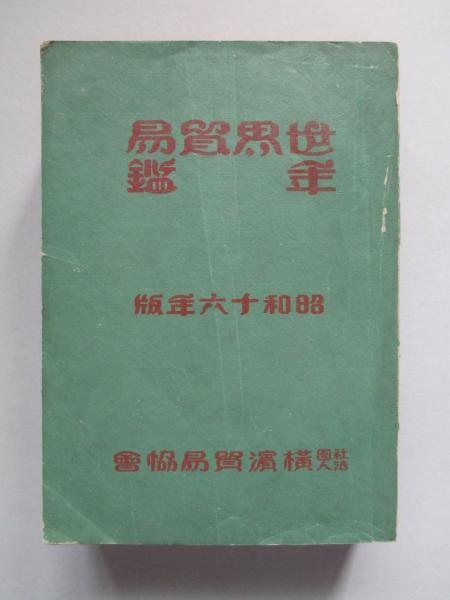 世界貿易
年鑑
昭和十六年版
社団法人横濱貿易協會